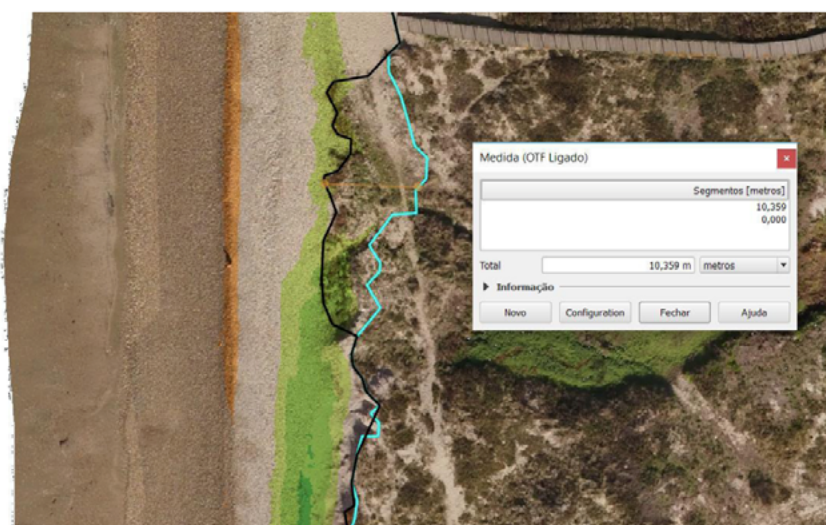 Medida (OTF Ligado)
Segmentos [metros]
10,359
0,000
Total 10,359 m metros
Informação
Novo Configuration Fechar Ajuda